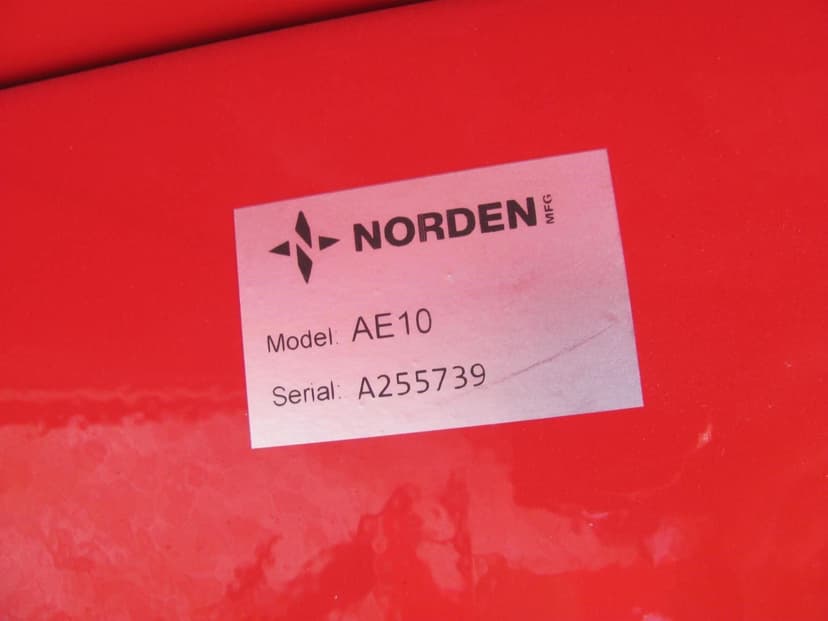 NORDEN MFG
Model: AE10
Serial: A255739